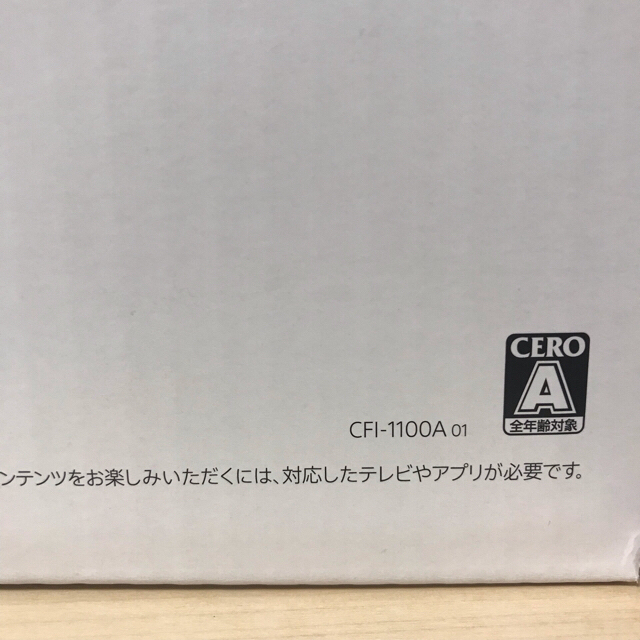 CERO
A
全年齢対象
CFI-1100A 01
ンテンツをお楽しみいただくには、対応したテレビやアプリが必要です。